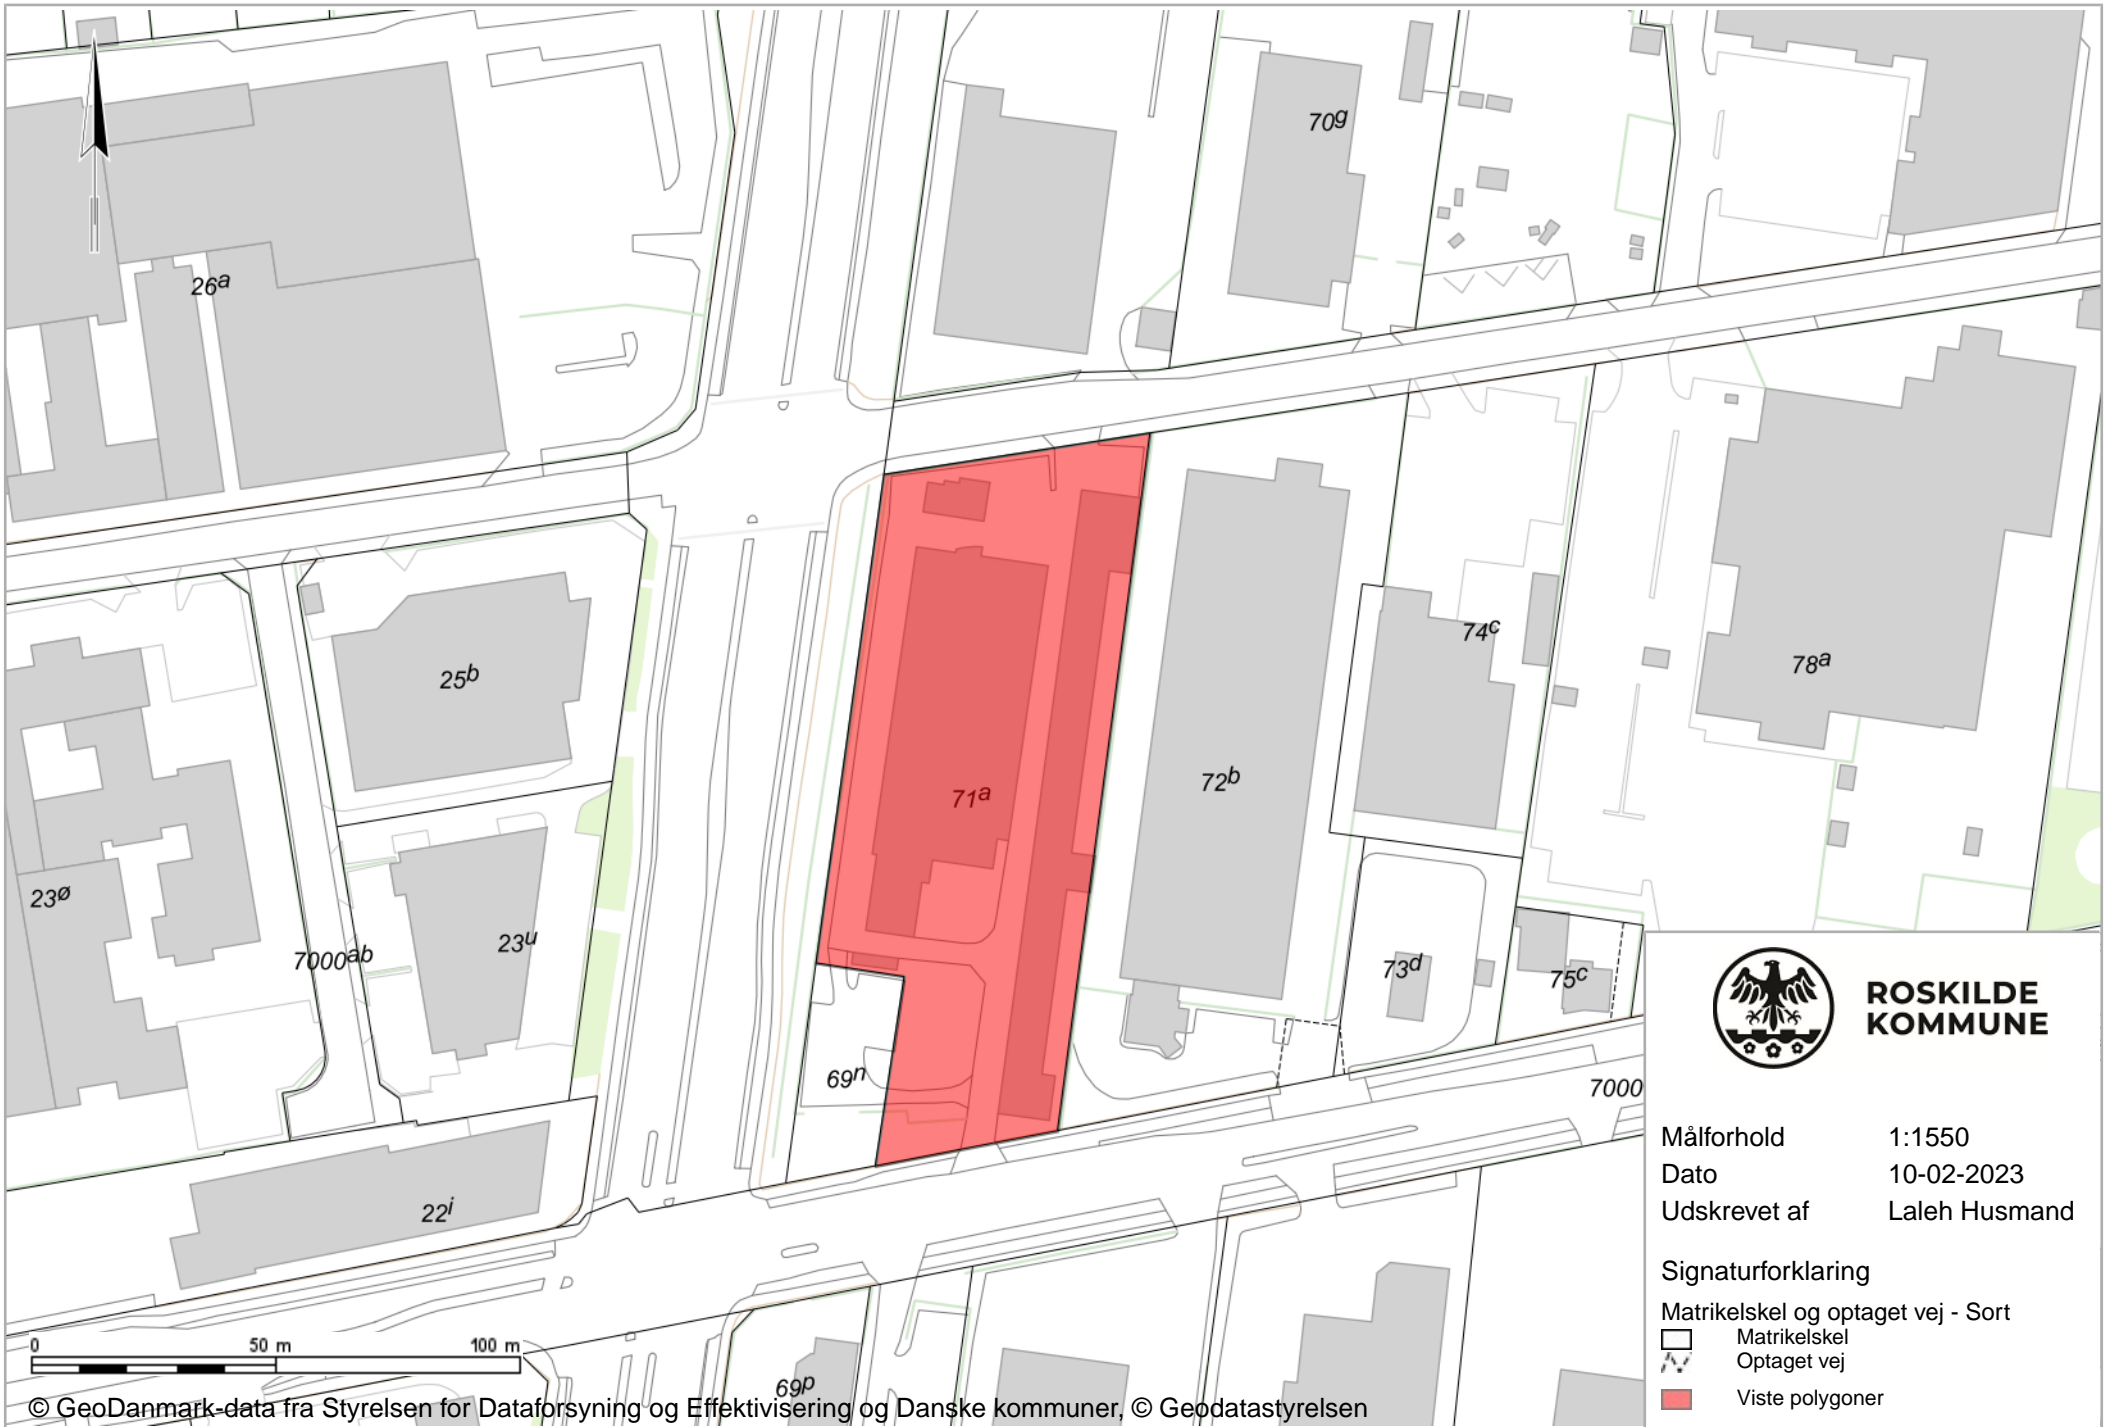 70g
26a
74c
78a
25b
72b
71a
23ø
23u
7000ab
73d
75c
69n
7000
22i
69p
ROSKILDE
KOMMUNE
Målforhold 1:1550
Dato 10-02-2023
Udskrevet af Laleh Husmand
Signaturforklaring
Matrikelskel og optaget vej - Sort
Matrikelskel
Optaget vej
Viste polygoner
0 50 m 100 m
© GeoDanmark-data fra Styrelsen for Dataforsyning og Effektivisering og Danske kommuner, © Geodatastyrelsen